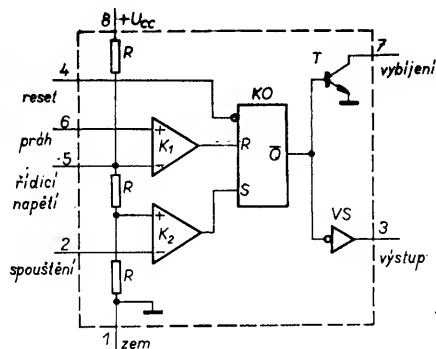 8 +Ucc
R
T
7
vybíjení
4
reset
KO
6
práh
+
K1
-
R
Q̅
5
řídicí
napětí
R
+
K2
-
S
VS
3
výstup
2
spouštění
R
1
zem